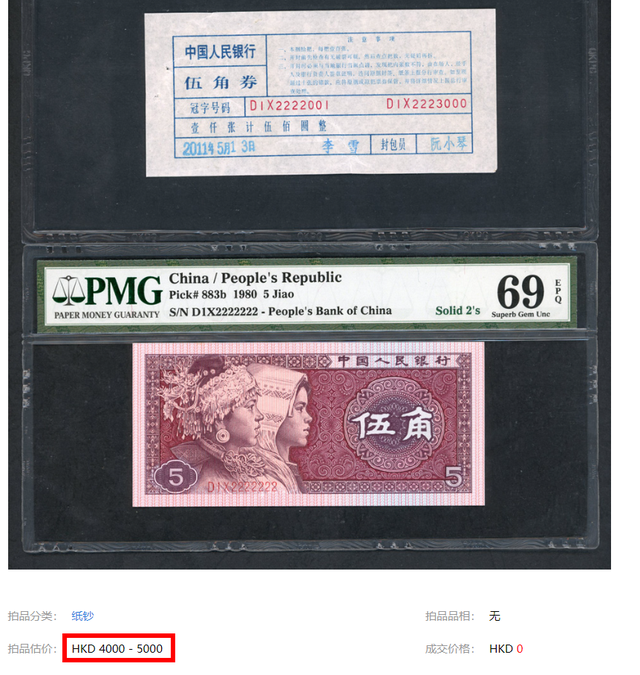 注意事项
中国人民银行
伍角券
冠字号码 D1X2222001 D1X2223000
壹仟张计伍佰圆整
2011年5月13日 李雪 封包员 阮小琴
PMG
PAPER MONEY GUARANTY
China / People's Republic
Pick# 883b 1980 5 Jiao
S/N D1X2222222 - People's Bank of China
Solid 2's
69
EPQ
Superb Gem Unc
中国人民银行
伍角
5
D1X2222222
5
拍品分类： 纸钞
拍品品相： 无
拍品估价： HKD 4000 - 5000
成交价格： HKD 0